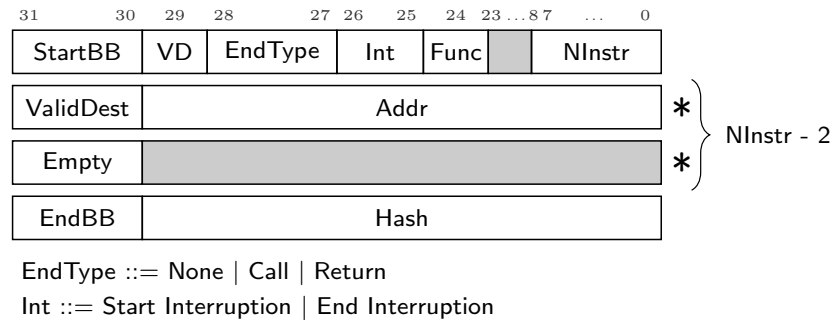 31 30 29 28 27 26 25 24 23 ... 8 7 ... 0
StartBB VD EndType Int Func NInstr
ValidDest Addr *
NInstr - 2
Empty *
EndBB Hash
EndType ::= None | Call | Return
Int ::= Start Interruption | End Interruption